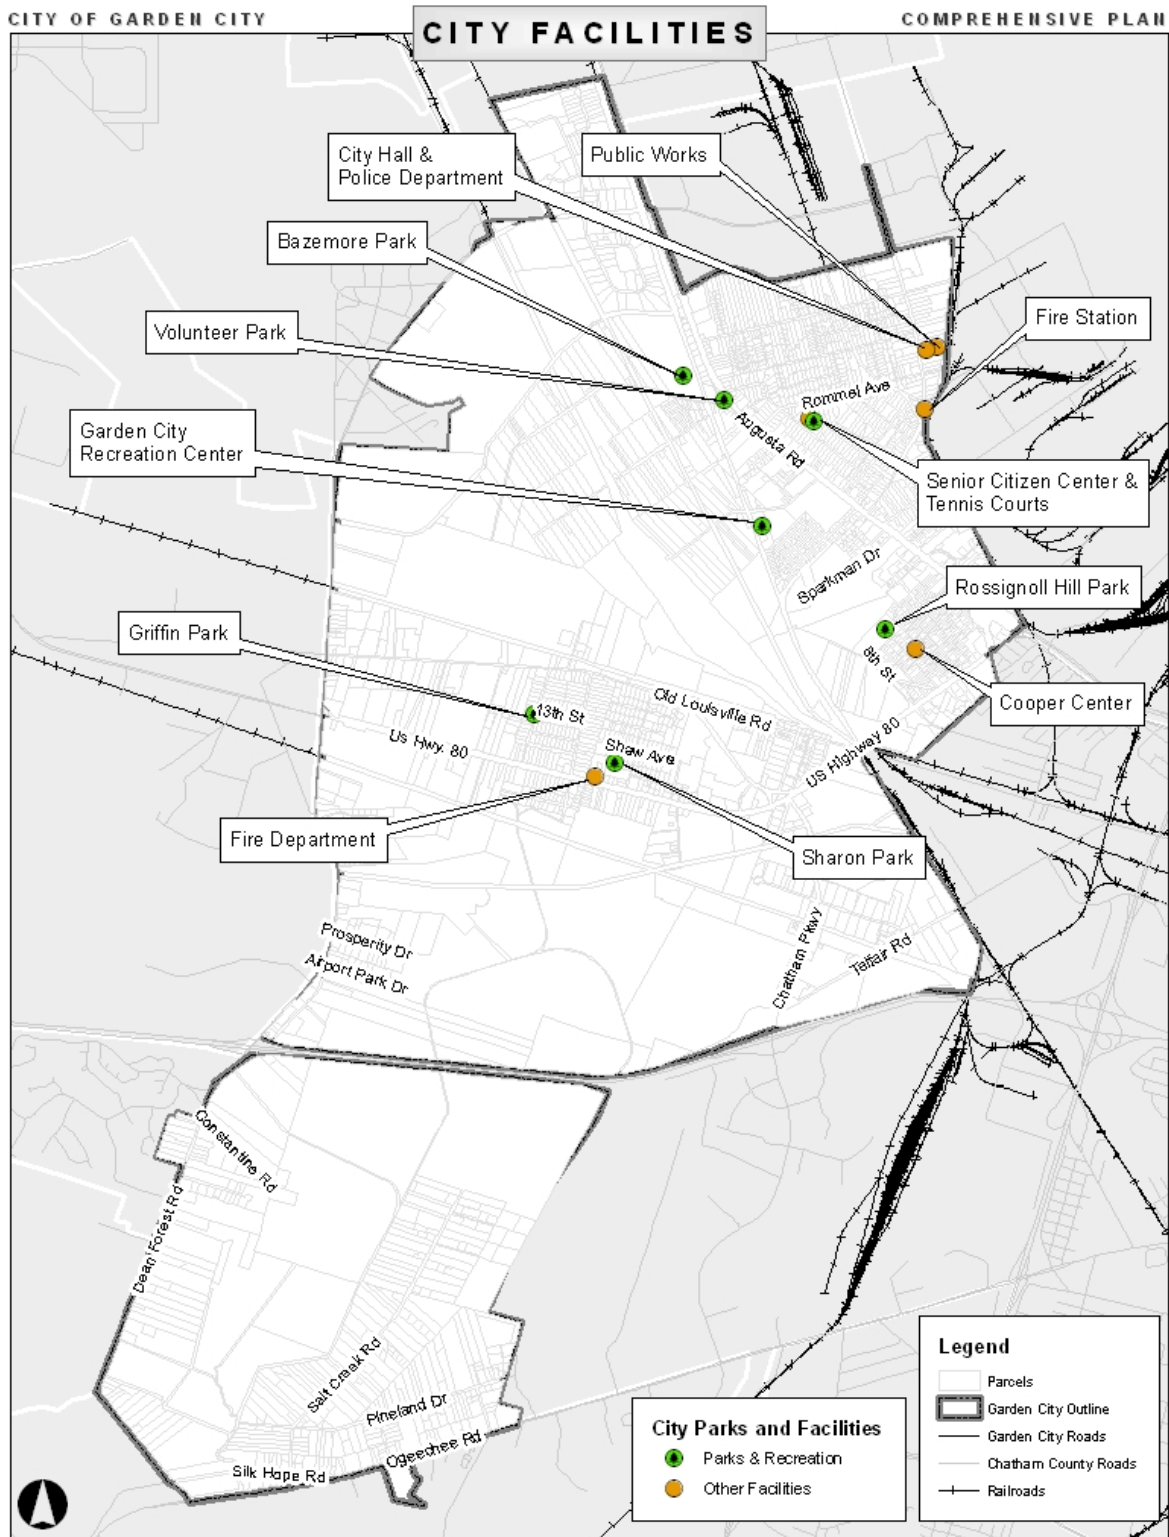 CITY OF GARDEN CITY
CITY FACILITIES
COMPREHENSIVE PLAN
City Hall &
Police Department
Public Works
Bazemore Park
Fire Station
Volunteer Park
Rommel Ave
Augusta Rd
Garden City
Recreation Center
Senior Citizen Center &
Tennis Courts
Sparkman Dr
Rossignoll Hill Park
Griffin Park
8th St
Cooper Center
Old Louisville Rd
13th St
Us Hwy. 80
Shaw Ave
US Highway 80
Fire Department
Sharon Park
Prosperity Dr
Airport Park Dr
Chatham Pkwy
Telfair Rd
Constantine Rd
Dean Forest Rd
Salt Creek Rd
Pineland Dr
Ogeechee Rd
Silk Hope Rd
City Parks and Facilities
Parks & Recreation
Other Facilities
Legend
Parcels
Garden City Outline
Garden City Roads
Chatham County Roads
Railroads